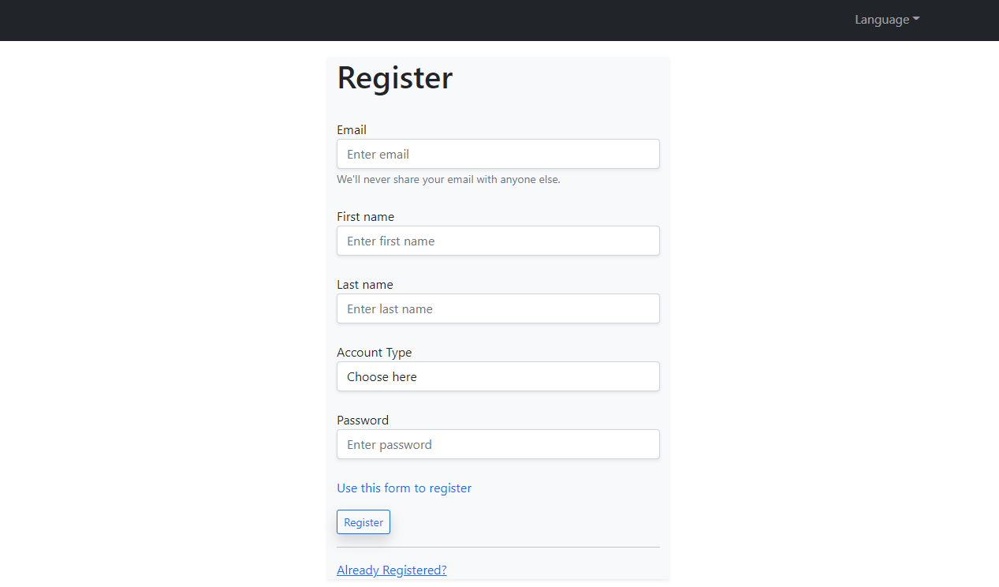 Language
Register
Email
Enter email
We'll never share your email with anyone else.
First name
Enter first name
Last name
Enter last name
Account Type
Choose here
Password
Enter password
Use this form to register
Register
Already Registered?